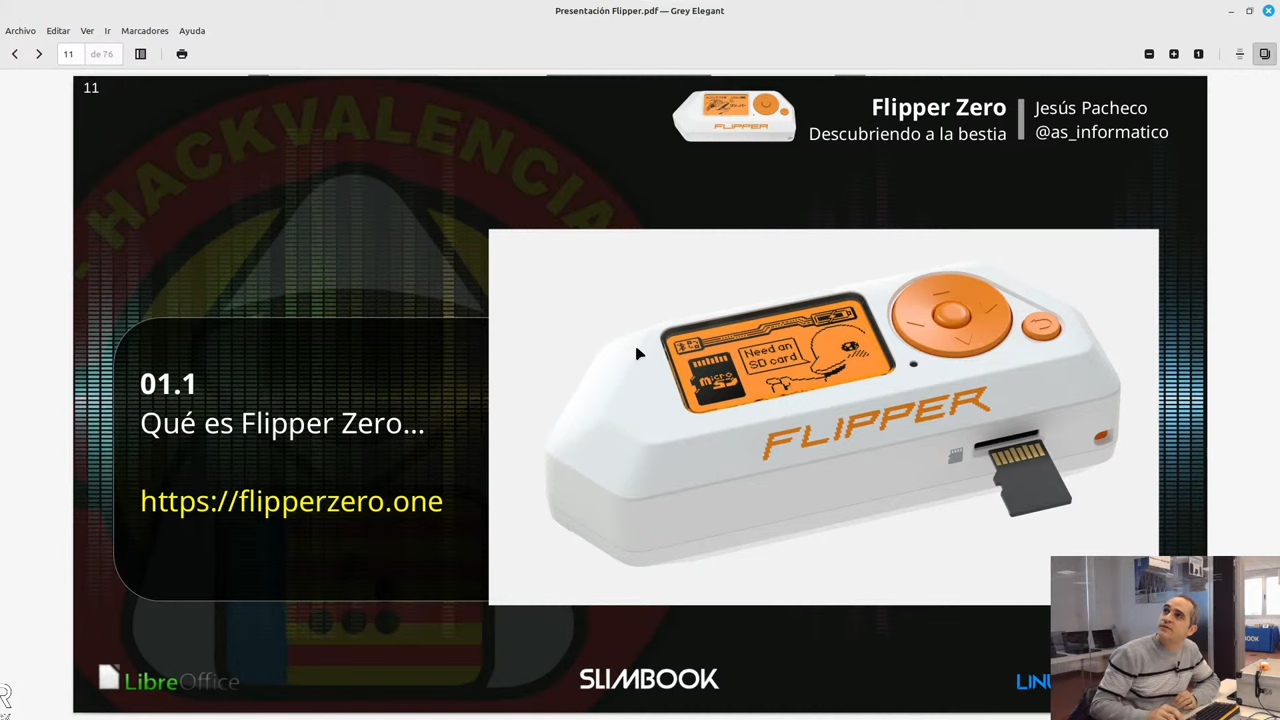 Presentación Flipper.pdf — Grey Elegant
Archivo Editar Ver Ir Marcadores Ayuda
11 de 76
11
HACKVALENCIA
Flipper Zero
Descubriendo a la bestia
Jesús Pacheco
@as_informatico
Need an
SD card
micro
SD
FLIPPER
01.1
Qué es Flipper Zero...
https://flipperzero.one
LibreOffice
SLIMBOOK